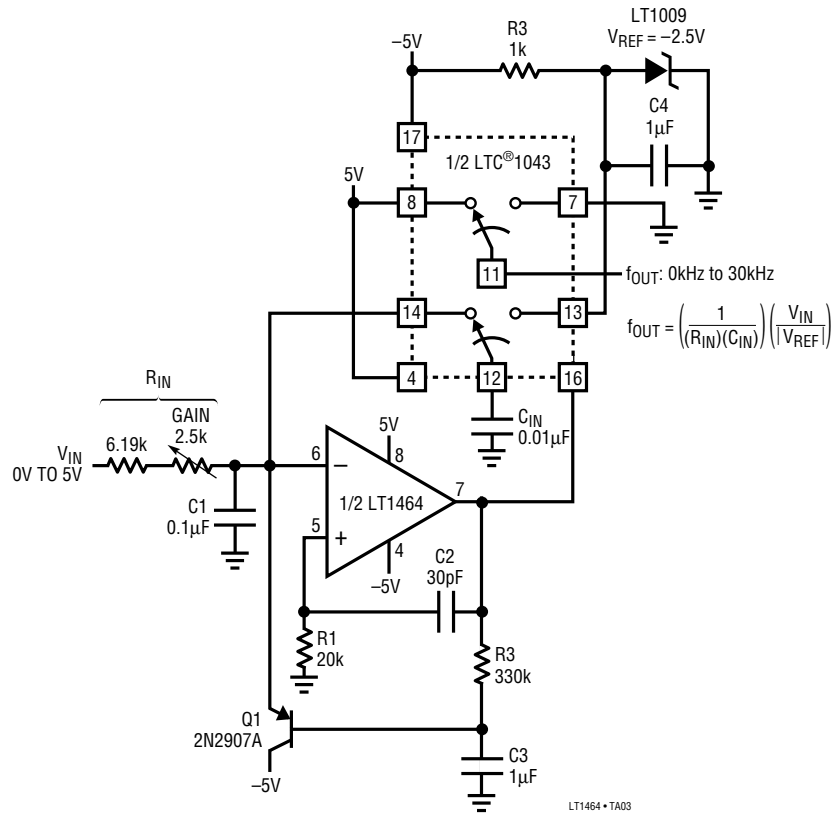 LT1009
VREF = –2.5V
R3
1k
–5V
C4
1µF
17
1/2 LTC®1043
5V
8
7
11
fOUT: 0kHz to 30kHz
14
13
fOUT = (1 / (RIN)(CIN)) (VIN / |VREF|)
4
12
16
RIN
GAIN
2.5k
6.19k
VIN
0V TO 5V
CIN
0.01µF
5V
8
6
–
1/2 LT1464
7
C1
0.1µF
5
+
4
–5V
C2
30pF
R1
20k
R3
330k
Q1
2N2907A
–5V
C3
1µF
LT1464 • TA03